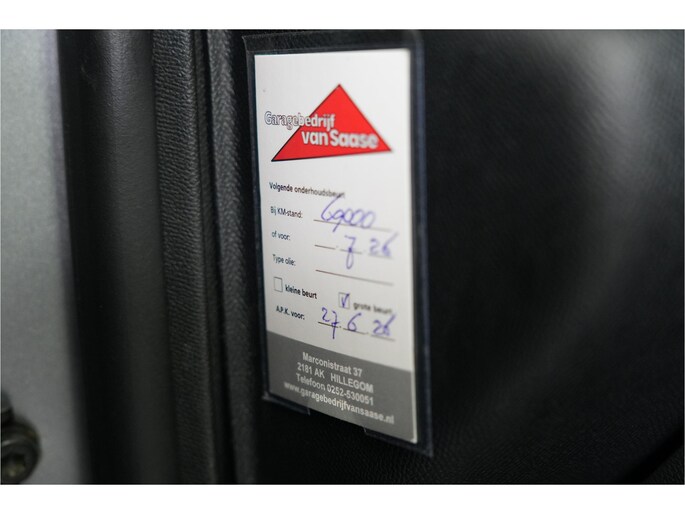 Garagebedrijf
van Saase
Volgende onderhoudsbeurt
Bij KM-stand: 69000
of voor: 7 26
Type olie:
kleine beurt
grote beurt
A.P.K. voor: 27 6 26
Marconistraat 37
2181 AK HILLEGOM
Telefoon 0252-530051
www.garagebedrijfvansaase.nl